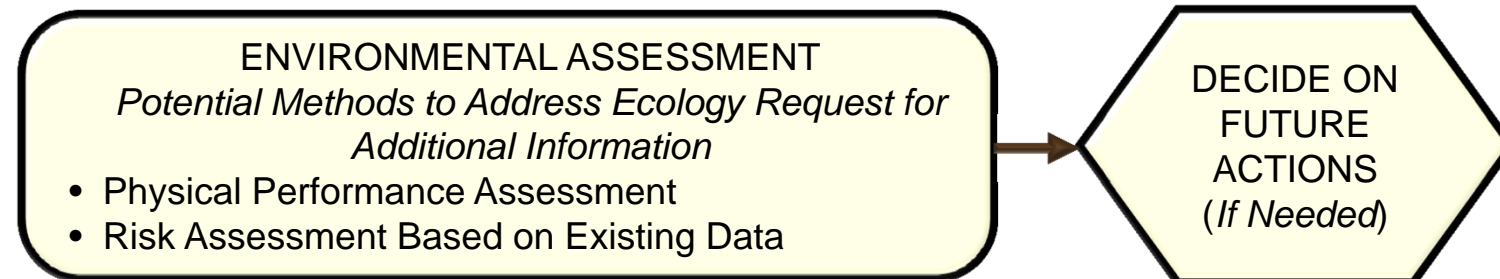 ENVIRONMENTAL ASSESSMENT
Potential Methods to Address Ecology Request for
Additional Information
• Physical Performance Assessment
• Risk Assessment Based on Existing Data
DECIDE ON
FUTURE
ACTIONS
(If Needed)